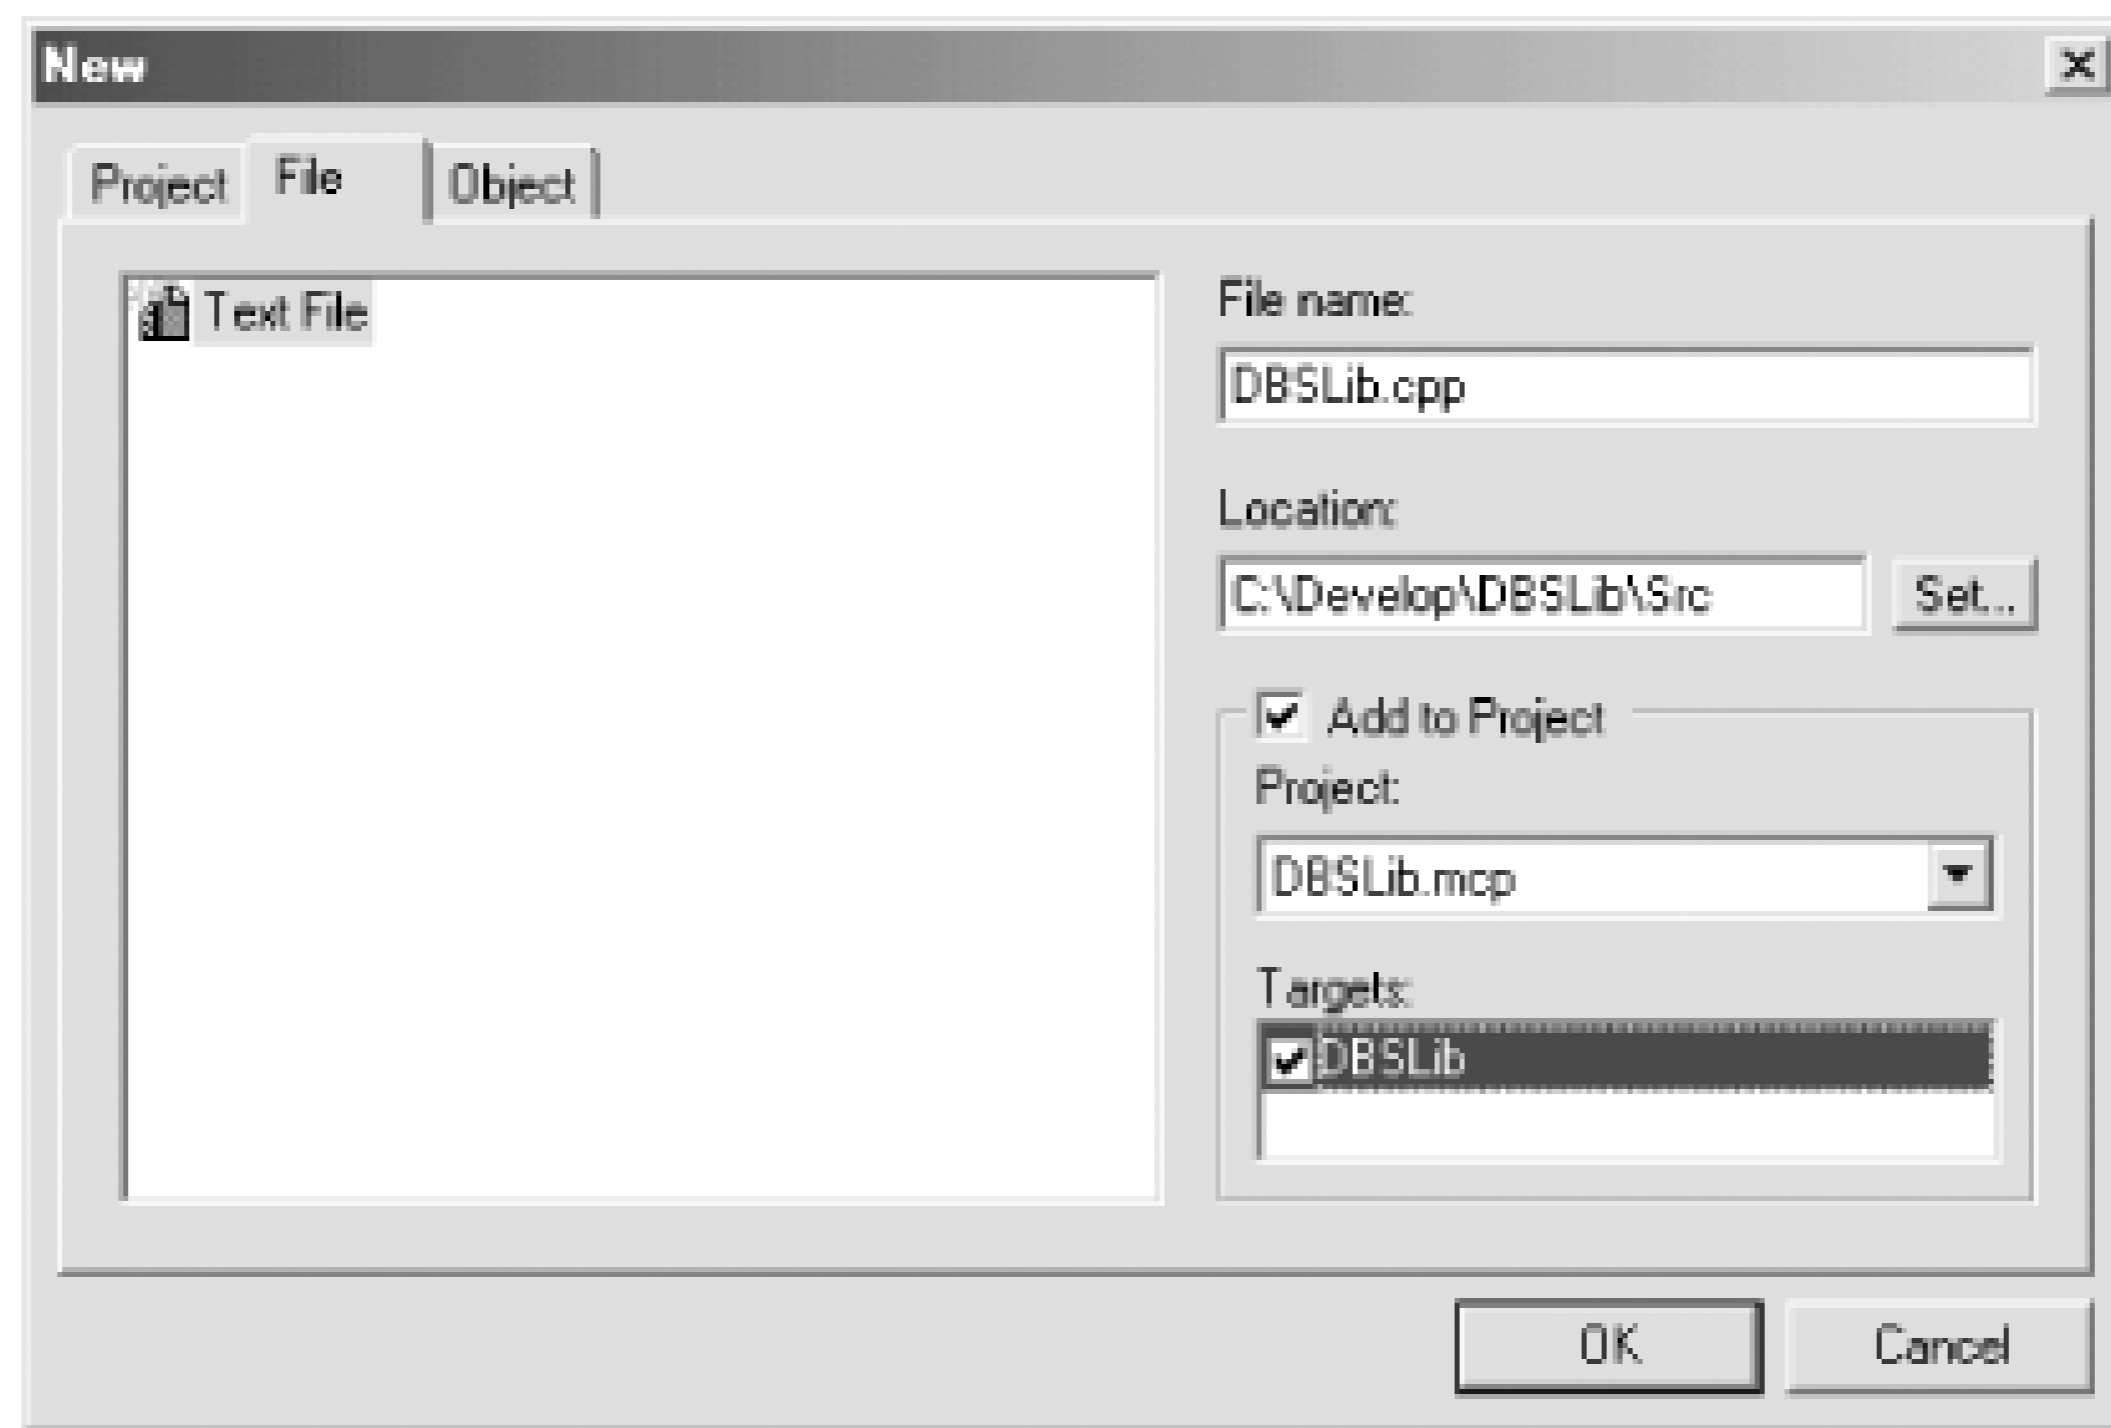 New
Project File Object
Text File
File name:
DBSLib.cpp
Location:
C:\Develop\DBSLib\Src
Set...
Add to Project
Project:
DBSLib.mcp
Targets:
DBSLib
OK
Cancel